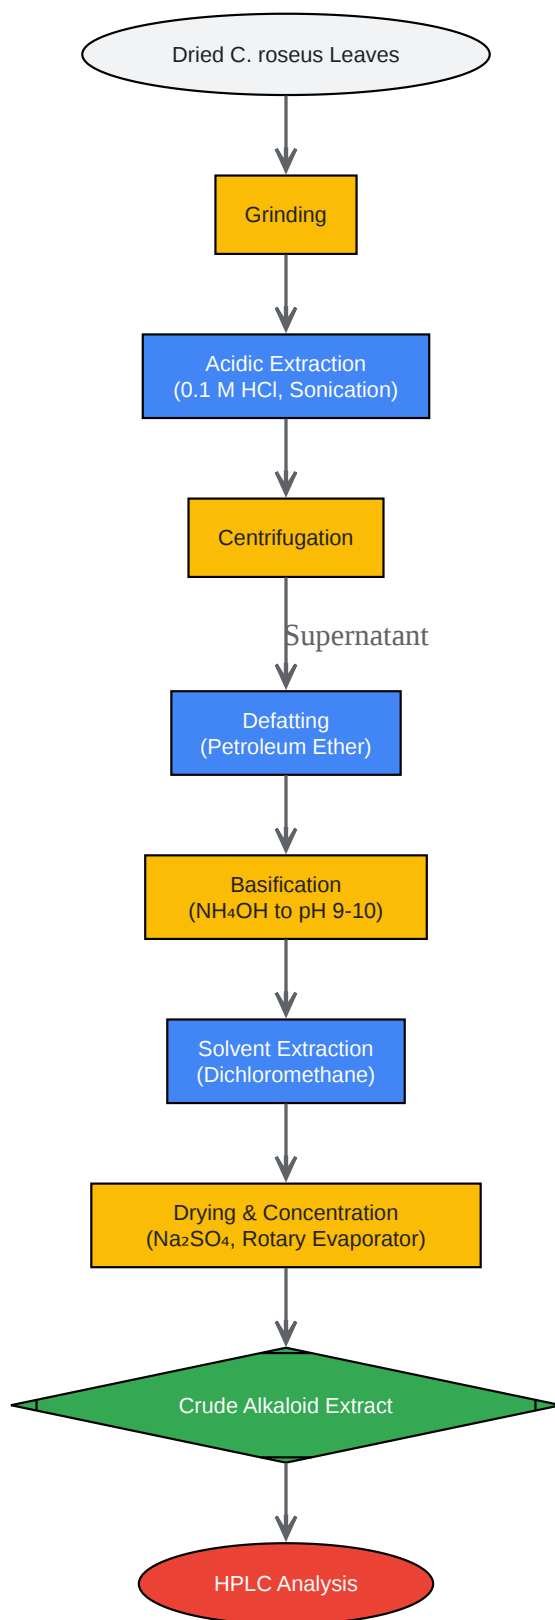 Dried C. roseus Leaves
Grinding
Acidic Extraction
(0.1 M HCl, Sonication)
Centrifugation
Supernatant
Defatting
(Petroleum Ether)
Basification
(NH₄OH to pH 9-10)
Solvent Extraction
(Dichloromethane)
Drying & Concentration
(Na₂SO₄, Rotary Evaporator)
Crude Alkaloid Extract
HPLC Analysis